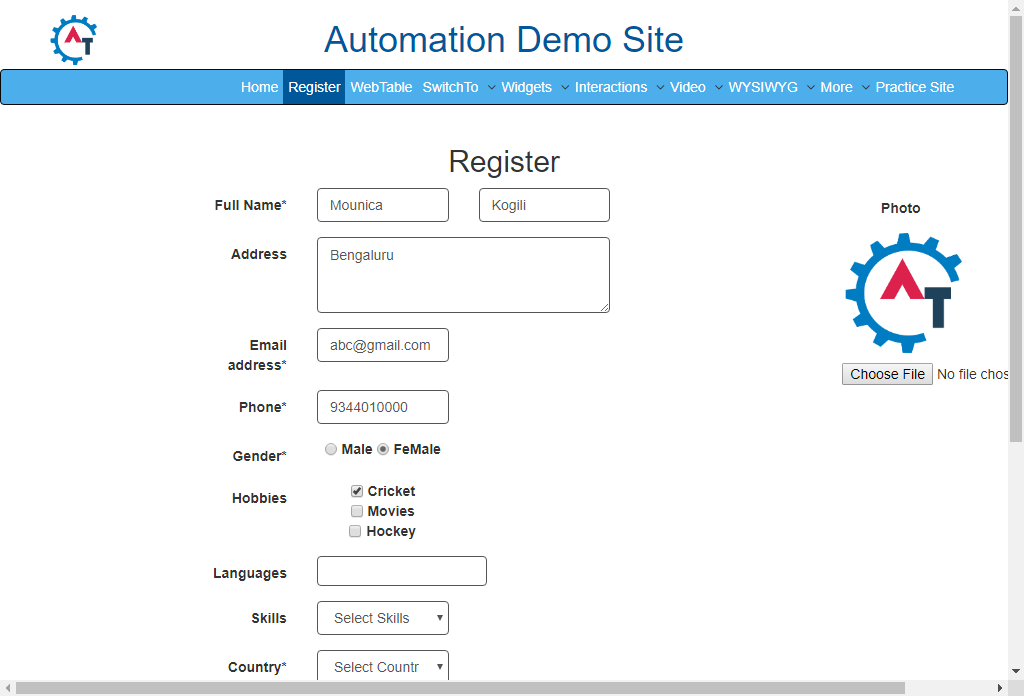 AT
Automation Demo Site
Home Register WebTable SwitchTo Widgets Interactions Video WYSIWYG More Practice Site
Register
Full Name* Mounica Kogili
Photo
Address Bengaluru
AT
Email address* abc@gmail.com
Choose File No file chos
Phone* 9344010000
Gender* Male FeMale
Hobbies Cricket
Movies
Hockey
Languages
Skills Select Skills
Country* Select Countr